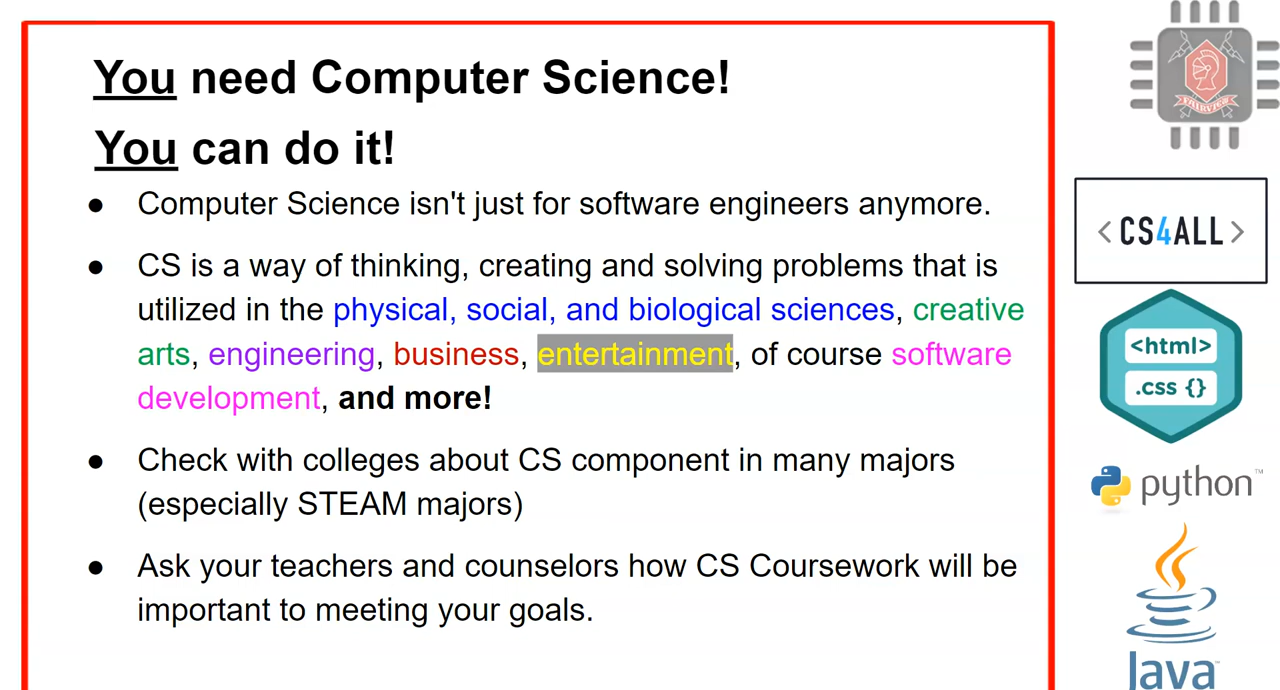 You need Computer Science!
You can do it!
● Computer Science isn't just for software engineers anymore.
● CS is a way of thinking, creating and solving problems that is
utilized in the physical, social, and biological sciences, creative
arts, engineering, business, entertainment, of course software
development, and more!
● Check with colleges about CS component in many majors
(especially STEAM majors)
● Ask your teachers and counselors how CS Coursework will be
important to meeting your goals.
<CS4ALL>
<html>
.css {}
python™
Java™